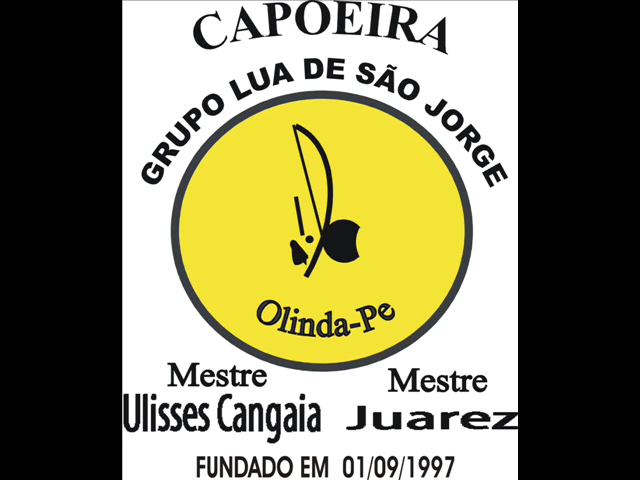 CAPOEIRA
GRUPO LUA DE SÃO JORGE
Olinda-Pe
Mestre
Ulisses Cangaia
Mestre
Juarez
FUNDADO EM 01/09/1997